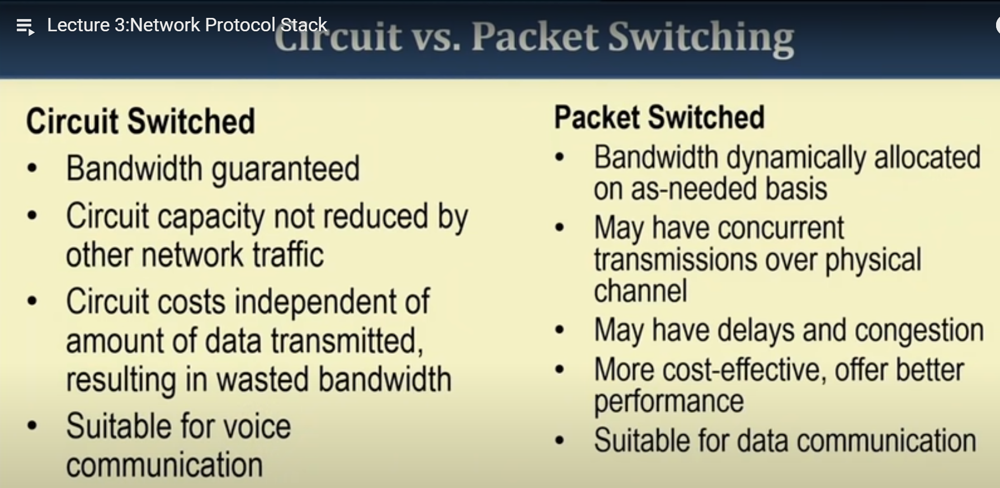 Lecture 3:Network Protocol Stack
Circuit vs. Packet Switching
Circuit Switched
• Bandwidth guaranteed
• Circuit capacity not reduced by
other network traffic
• Circuit costs independent of
amount of data transmitted,
resulting in wasted bandwidth
• Suitable for voice
communication
Packet Switched
• Bandwidth dynamically allocated
on as-needed basis
• May have concurrent
transmissions over physical
channel
• May have delays and congestion
• More cost-effective, offer better
performance
• Suitable for data communication